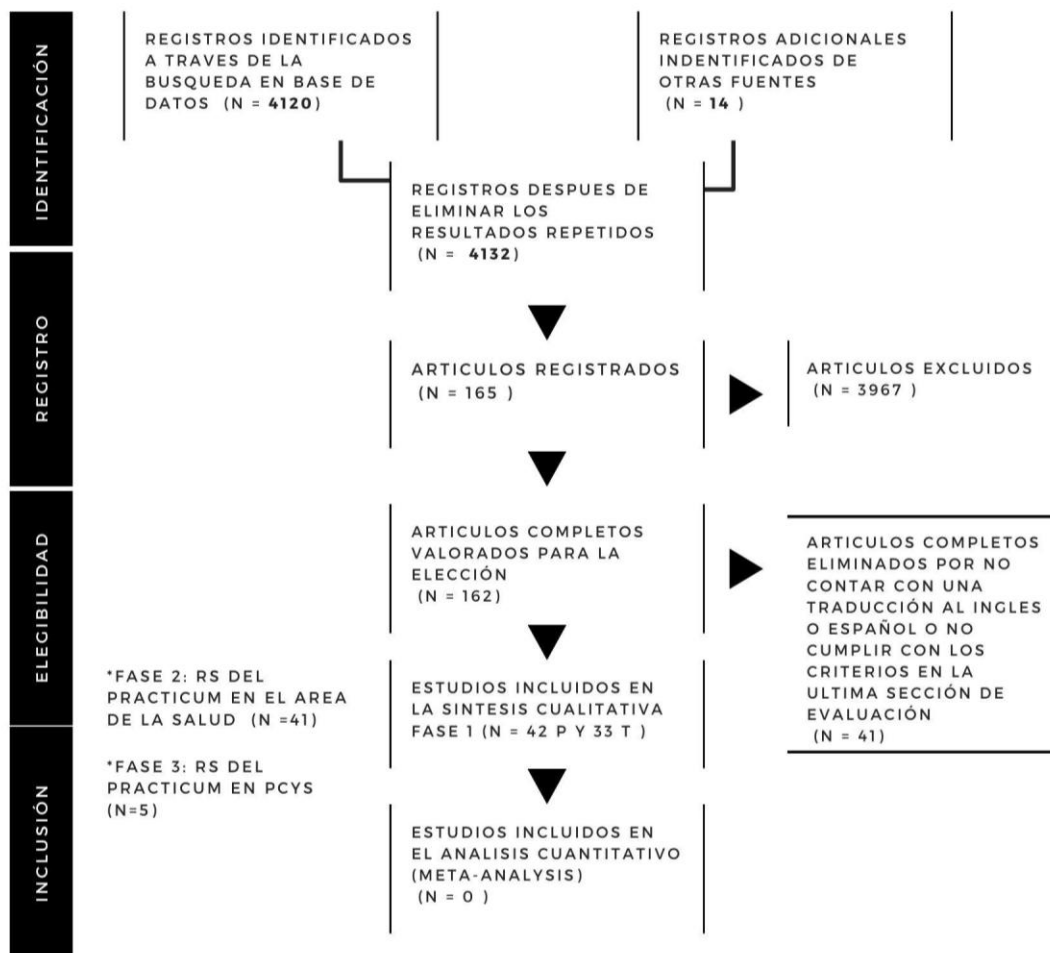 IDENTIFICACIÓN
REGISTROS IDENTIFICADOS
A TRAVES DE LA
BUSQUEDA EN BASE DE
DATOS (N = 4120)
REGISTROS ADICIONALES
INDENTIFICADOS DE
OTRAS FUENTES
(N = 14 )
REGISTROS DESPUES DE
ELIMINAR LOS
RESULTADOS REPETIDOS
(N = 4132)
REGISTRO
ARTICULOS REGISTRADOS
(N = 165 )
ARTICULOS EXCLUIDOS
(N = 3967 )
ELEGIBILIDAD
ARTICULOS COMPLETOS
VALORADOS PARA LA
ELECCIÓN
(N = 162)
ARTICULOS COMPLETOS
ELIMINADOS POR NO
CONTAR CON UNA
TRADUCCIÓN AL INGLES
O ESPAÑOL O NO
CUMPLIR CON LOS
CRITERIOS EN LA
ULTIMA SECCIÓN DE
EVALUACIÓN
(N = 41)
*FASE 2: RS DEL
PRACTICUM EN EL AREA
DE LA SALUD (N =41)
ESTUDIOS INCLUIDOS EN
LA SINTESIS CUALITATIVA
FASE 1 (N = 42 P Y 33 T )
INCLUSIÓN
*FASE 3: RS DEL
PRACTICUM EN PCYS
(N=5)
ESTUDIOS INCLUIDOS EN
EL ANALISIS CUANTITATIVO
(META-ANALYSIS)
(N = 0 )